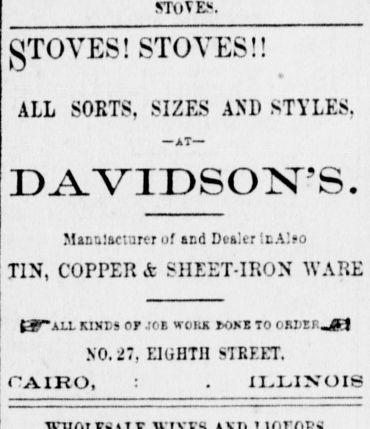 STOVES.
STOVES! STOVES!!
ALL SORTS, SIZES AND STYLES,
—AT—
DAVIDSON'S.
Manufacturer of and Dealer in Also
TIN, COPPER & SHEET-IRON WARE
☞ALL KINDS OF JOB WORK DONE TO ORDER.☜
NO. 27, EIGHTH STREET.
CAIRO, : . ILLINOIS
WHOLESALE WINES AND LIQUORS